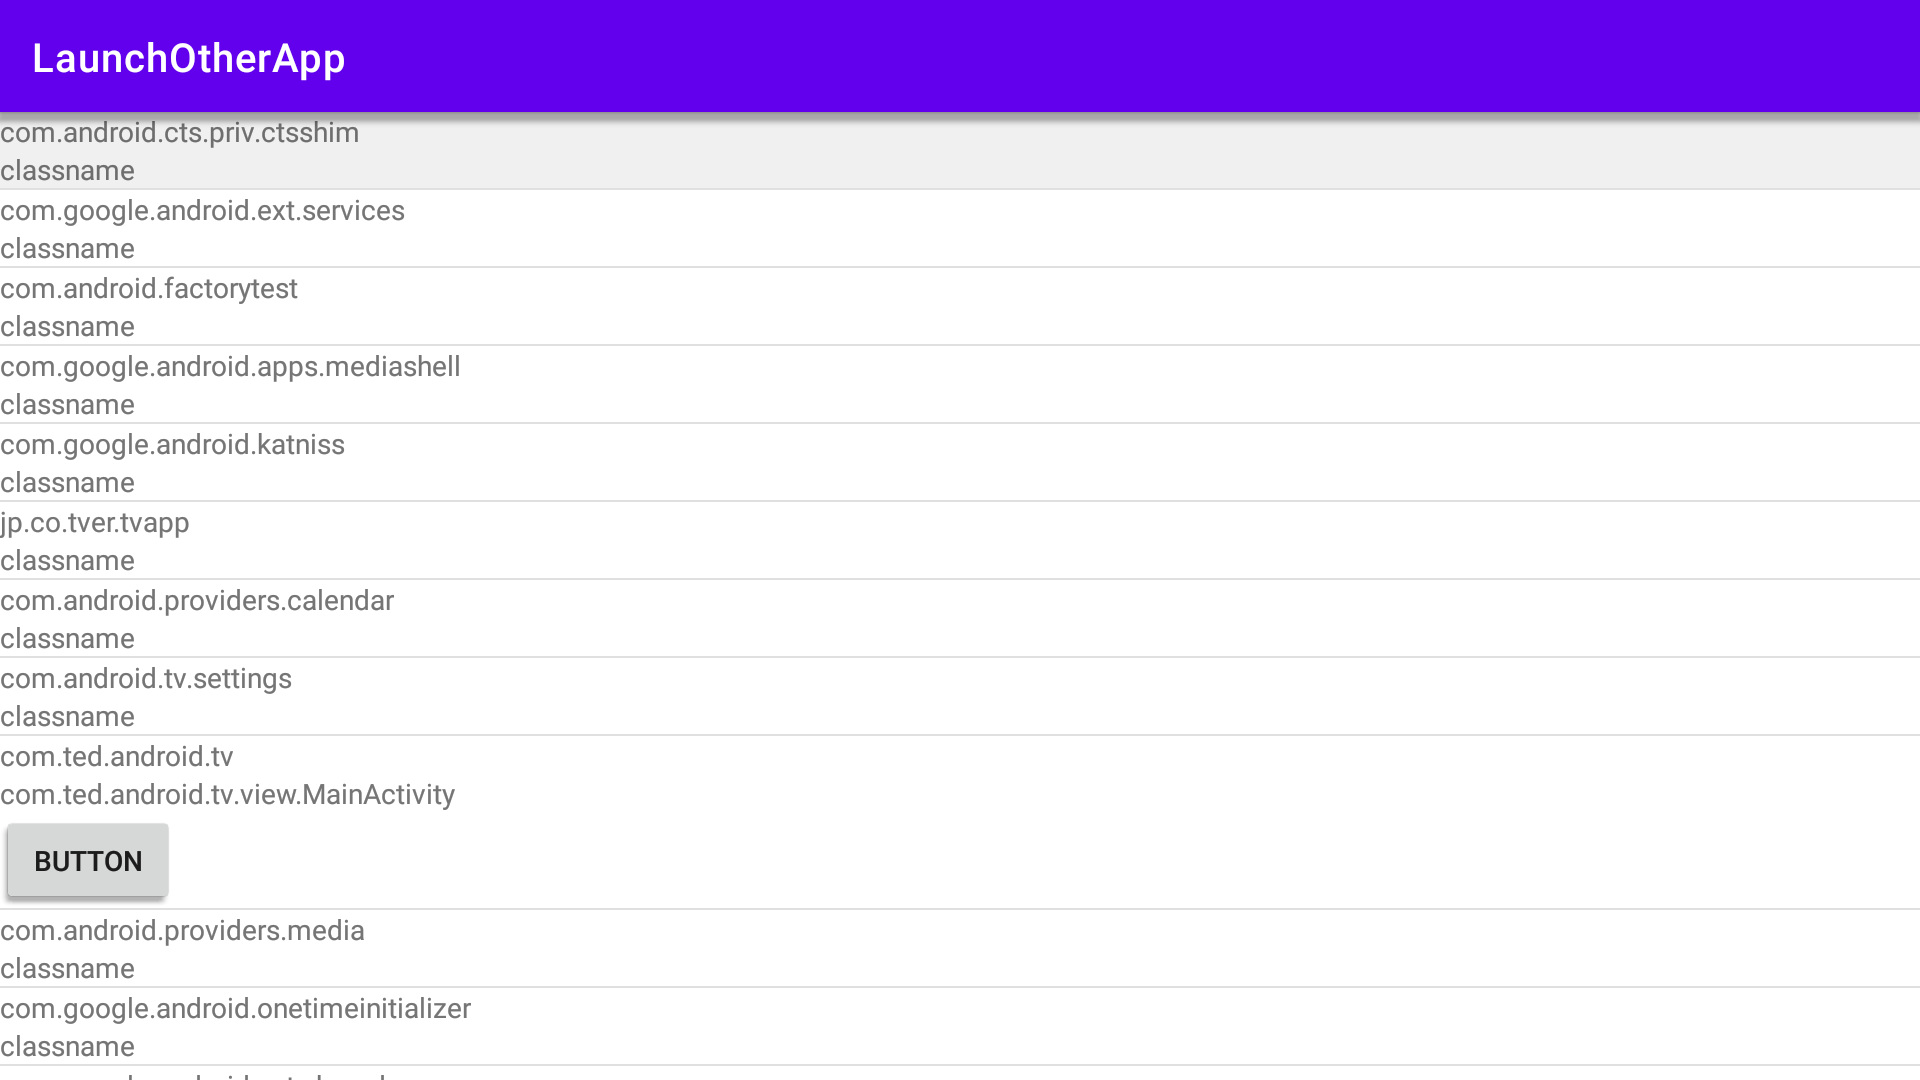 LaunchOtherApp
com.android.cts.priv.ctsshim
classname
com.google.android.ext.services
classname
com.android.factorytest
classname
com.google.android.apps.mediashell
classname
com.google.android.katniss
classname
jp.co.tver.tvapp
classname
com.android.providers.calendar
classname
com.android.tv.settings
classname
com.ted.android.tv
com.ted.android.tv.view.MainActivity
BUTTON
com.android.providers.media
classname
com.google.android.onetimeinitializer
classname